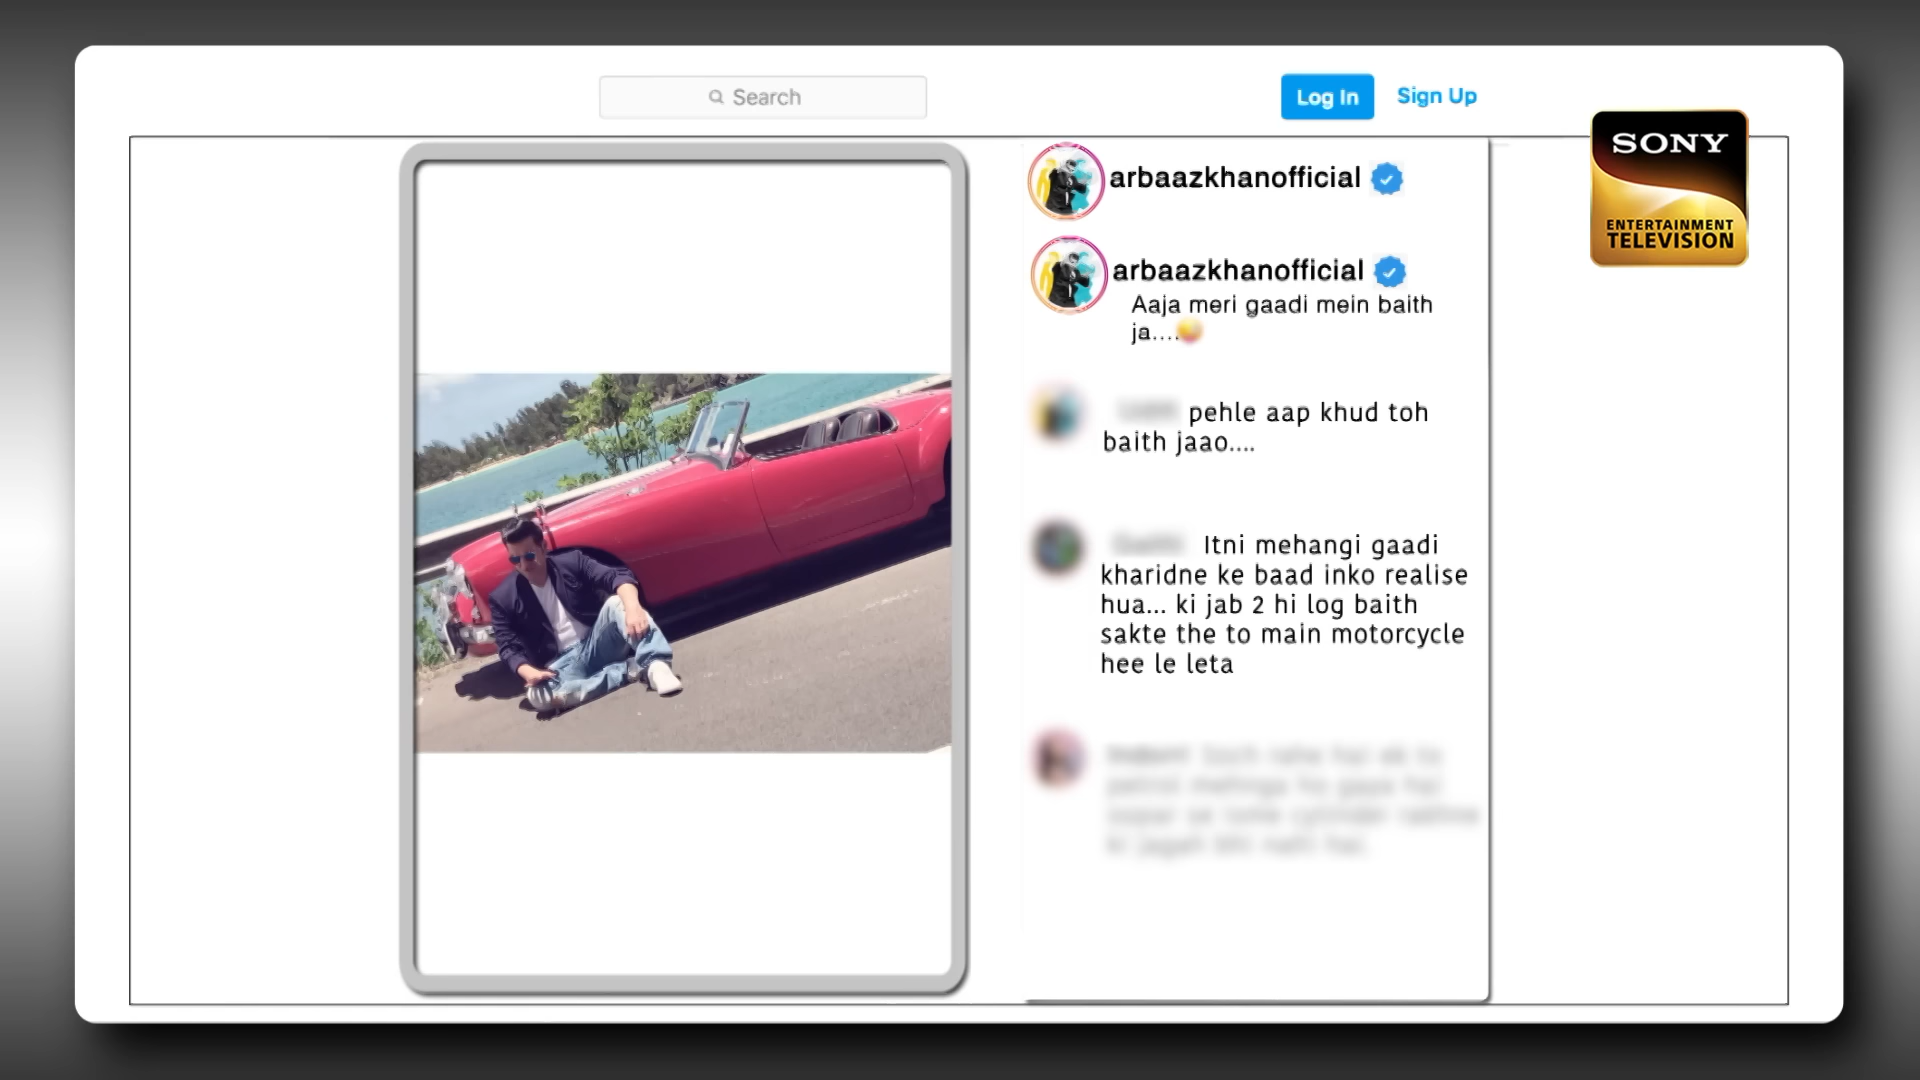 Search
Log In
Sign Up
SONY
ENTERTAINMENT
TELEVISION
arbaazkhanofficial
arbaazkhanofficial
Aaja meri gaadi mein baith
ja....
pehle aap khud toh
baith jaao....
Itni mehangi gaadi
kharidne ke baad inko realise
hua... ki jab 2 hi log baith
sakte the to main motorcycle
hee le leta